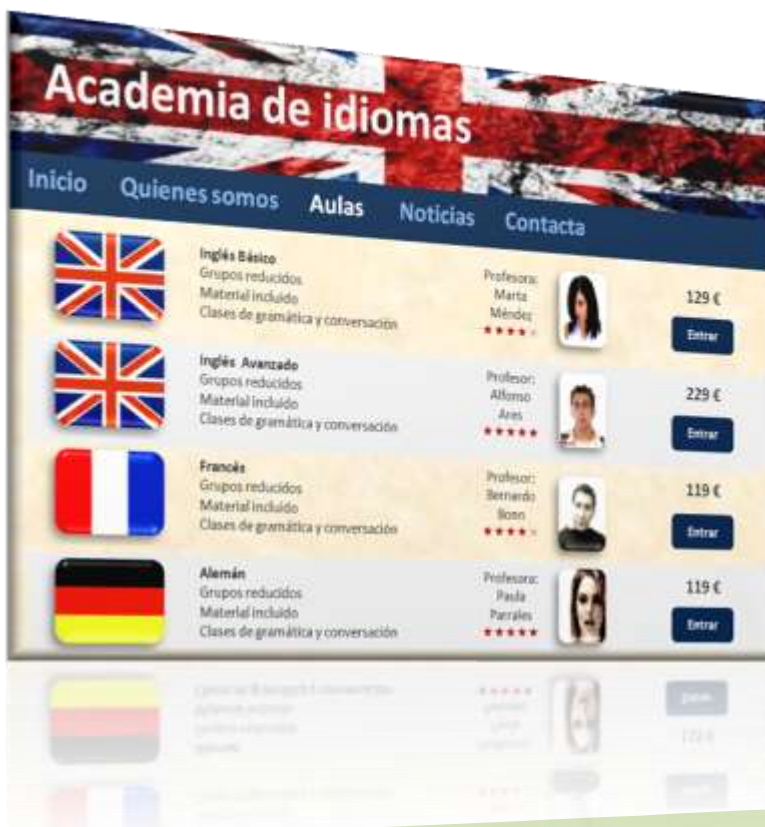 Academia de idiomas
Inicio Quienes somos Aulas Noticias Contacta
Inglés Básico
Grupos reducidos
Material incluido
Clases de gramática y conversación
Profesora:
Marta
Méndez
129 €
Entrar
Inglés Avanzado
Grupos reducidos
Material incluido
Clases de gramática y conversación
Profesor:
Alfonso
Ares
229 €
Entrar
Francés
Grupos reducidos
Material incluido
Clases de gramática y conversación
Profesor:
Bernardo
119 €
Entrar
Alemán
Grupos reducidos
Material incluido
Clases de gramática y conversación
Profesora:
Paula
Parrales
119 €
Entrar